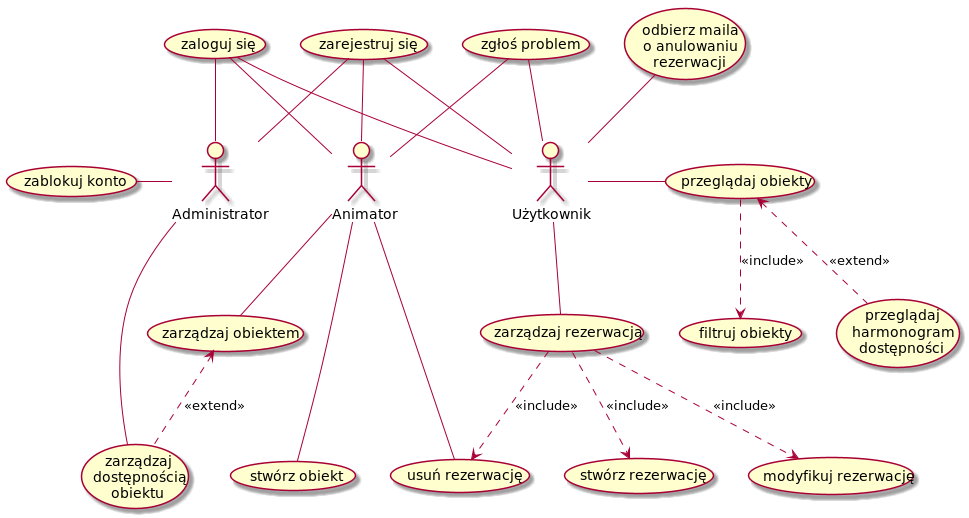 odbierz maila
o anulowaniu
rezerwacji
zaloguj się
zarejestruj się
zgłoś problem
zablokuj konto
przeglądaj obiekty
Administrator
Animator
Użytkownik
«include»
«extend»
zarządzaj obiektem
zarządzaj rezerwacją
filtruj obiekty
przeglądaj
harmonogram
dostępności
«extend»
«include»
«include»
«include»
zarządzaj
dostępnością
obiektu
stwórz obiekt
usuń rezerwację
stwórz rezerwację
modyfikuj rezerwację